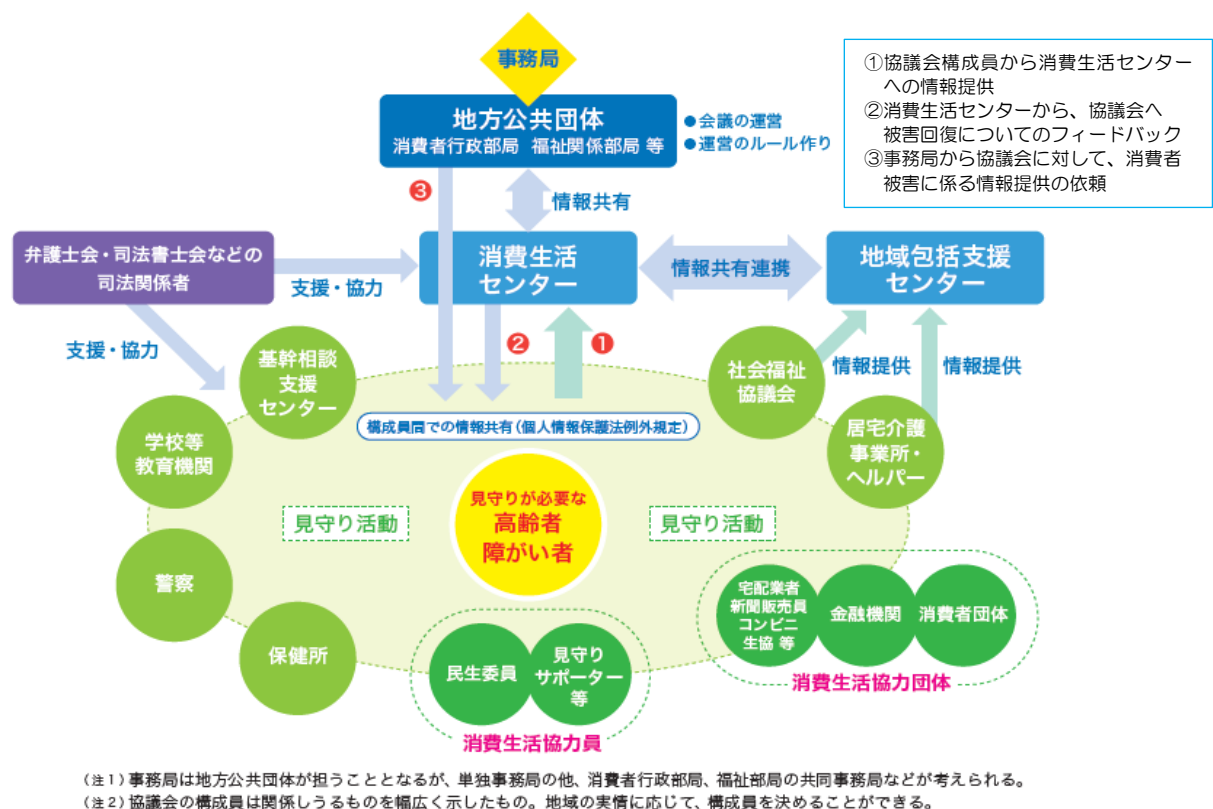 事務局
地方公共団体
消費者行政部局 福祉関係部局 等
●会議の運営
●運営のルール作り
①協議会構成員から消費生活センター
への情報提供
②消費生活センターから、協議会へ
被害回復についてのフィードバック
③事務局から協議会に対して、消費者
被害に係る情報提供の依頼
❸
情報共有
弁護士会・司法書士会などの
司法関係者
支援・協力
消費生活
センター
情報共有連携
地域包括支援
センター
支援・協力
❷
❶
情報提供
情報提供
基幹相談
支援
センター
社会福祉
協議会
構成員間での情報共有(個人情報保護法例外規定)
学校等
教育機関
居宅介護
事業所・
ヘルパー
見守りが必要な
高齢者
障がい者
見守り活動
見守り活動
警察
保健所
民生委員
見守り
サポーター
等
消費生活協力員
宅配業者
新聞販売員
コンビニ
生協 等
金融機関
消費者団体
消費生活協力団体
(注1)事務局は地方公共団体が担うこととなるが、単独事務局の他、消費者行政部局、福祉部局の共同事務局などが考えられる。
(注2)協議会の構成員は関係しうるものを幅広く示したもの。地域の実情に応じて、構成員を決めることができる。